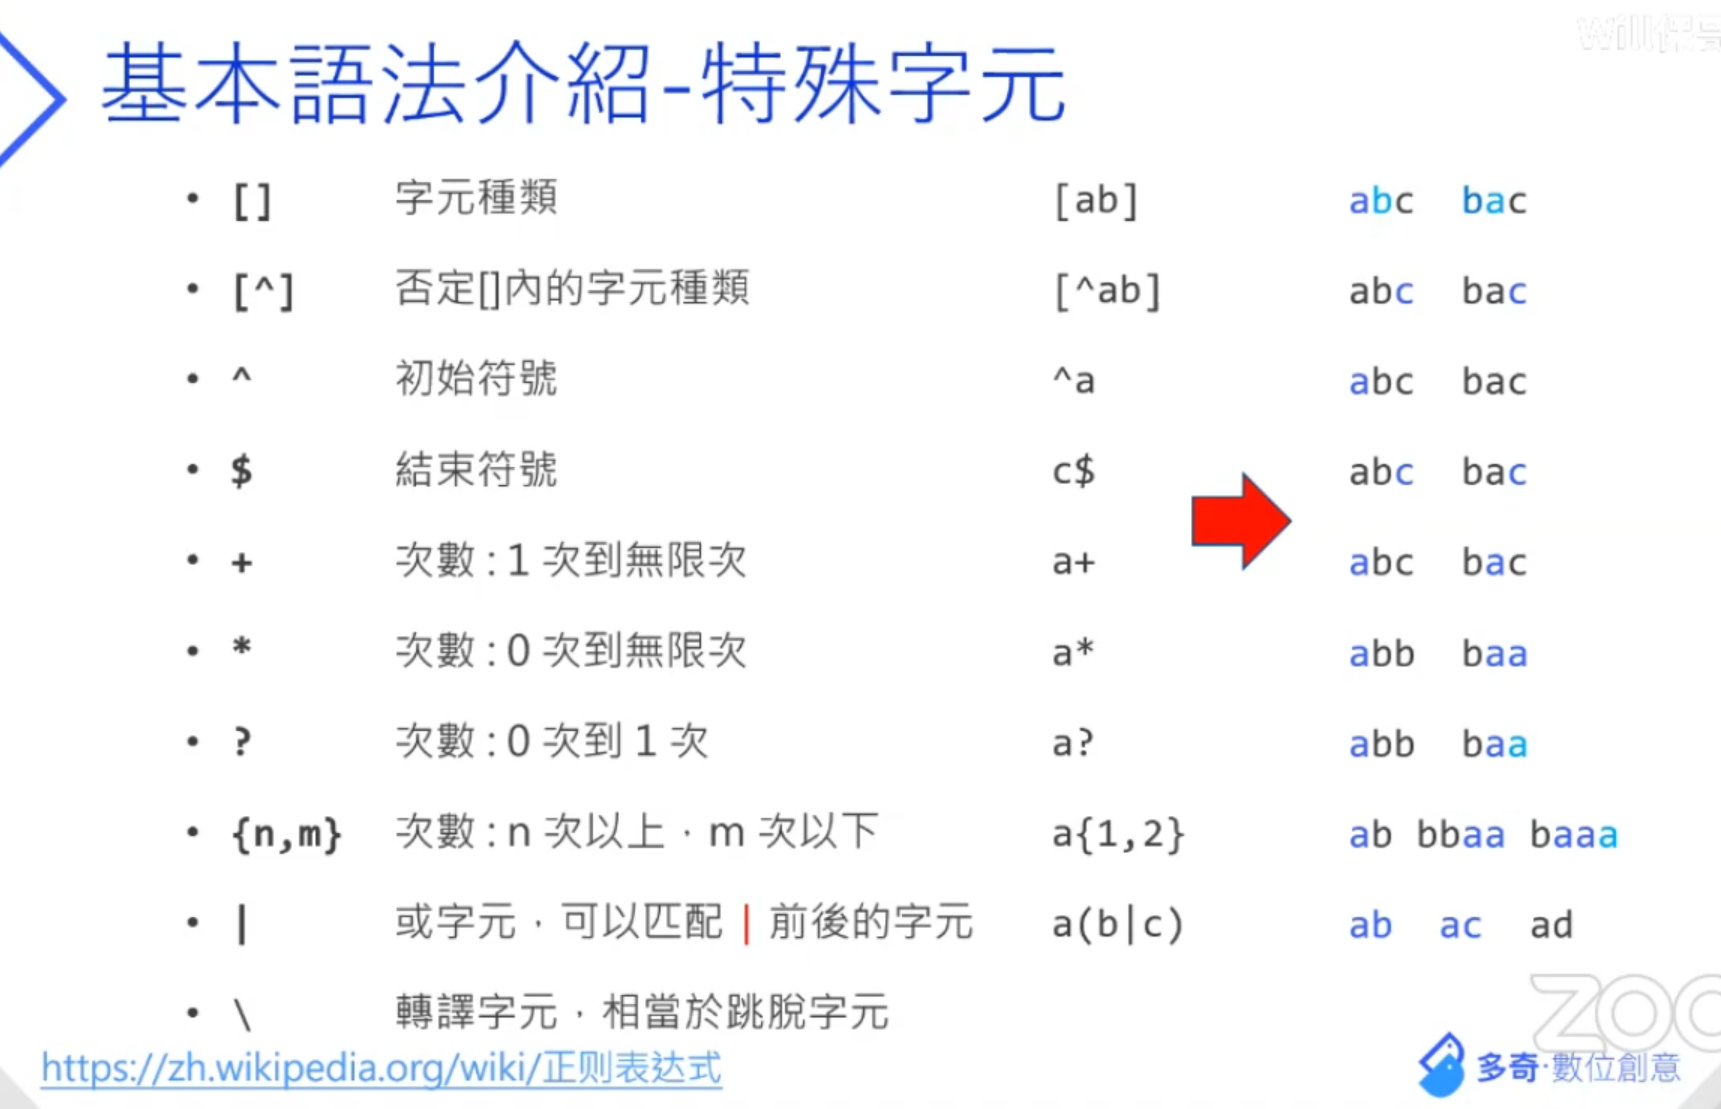 will保哥
基本語法介紹-特殊字元
• [] 字元種類 [ab] abc bac
• [^] 否定[]內的字元種類 [^ab] abc bac
• ^ 初始符號 ^a abc bac
• $ 結束符號 c$ abc bac
• + 次數:1 次到無限次 a+ abc bac
• * 次數:0 次到無限次 a* abb baa
• ? 次數:0 次到 1 次 a? abb baa
• {n,m} 次數:n 次以上，m 次以下 a{1,2} ab bbaa baaa
• | 或字元，可以匹配 | 前後的字元 a(b|c) ab ac ad
• \ 轉譯字元，相當於跳脫字元
https://zh.wikipedia.org/wiki/正则表达式
多奇·數位創意